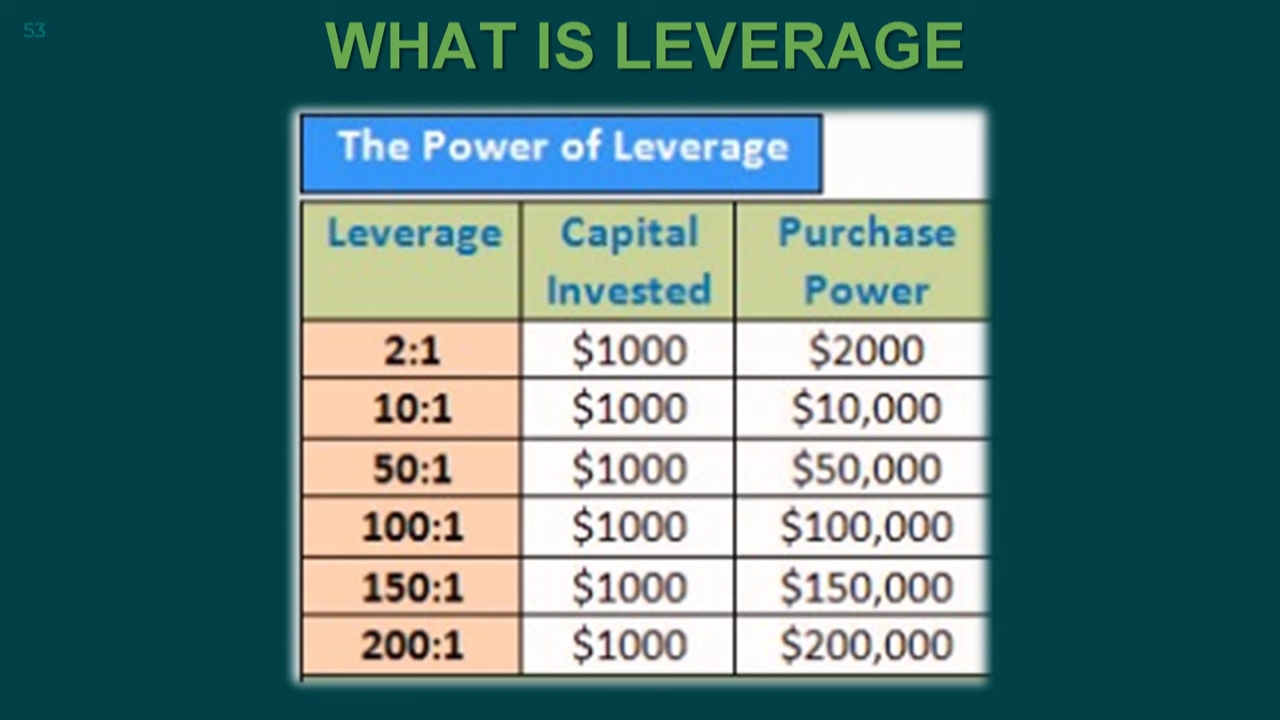 53
WHAT IS LEVERAGE
The Power of Leverage
Leverage Capital Invested Purchase Power
2:1 $1000 $2000
10:1 $1000 $10,000
50:1 $1000 $50,000
100:1 $1000 $100,000
150:1 $1000 $150,000
200:1 $1000 $200,000